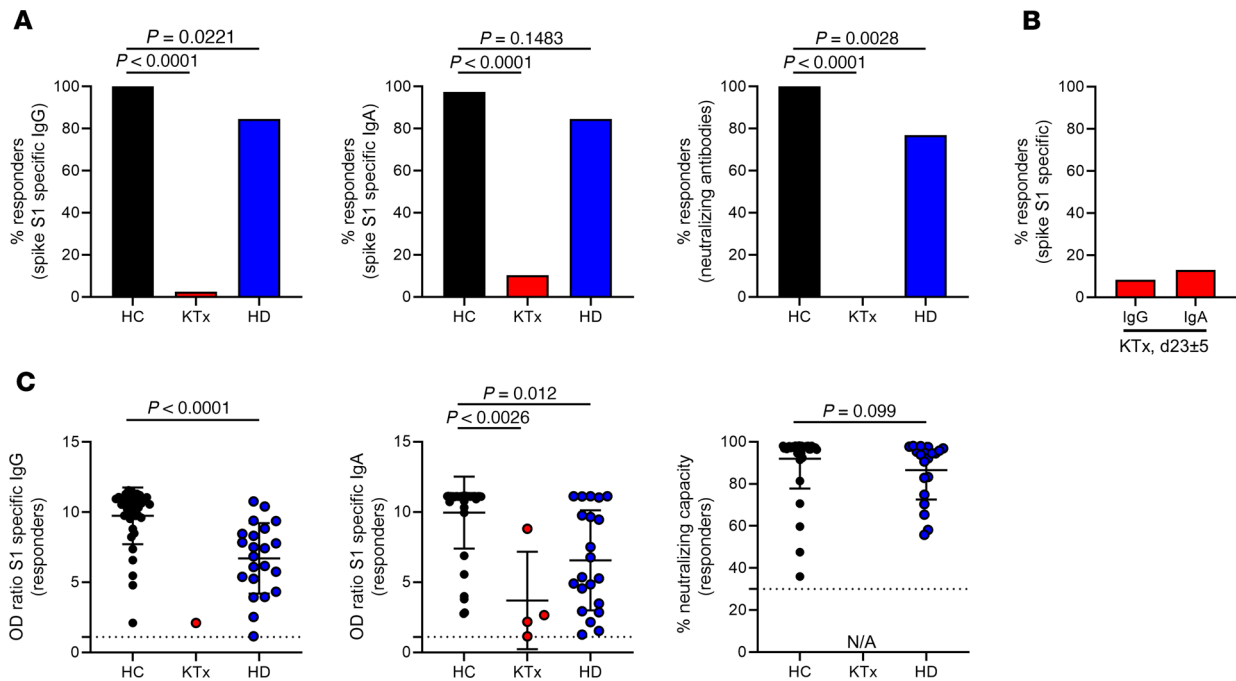 A
P = 0.0221
P < 0.0001
100
80
60
40
20
0
% responders
(spike S1 specific IgG)
HC KTx HD
P = 0.1483
P < 0.0001
100
80
60
40
20
0
% responders
(spike S1 specific IgA)
HC KTx HD
P = 0.0028
P < 0.0001
100
80
60
40
20
0
% responders
(neutralizing antibodies)
HC KTx HD
B
100
80
60
40
20
0
% responders
(spike S1 specific)
IgG IgA
KTx, d23±5
C
P < 0.0001
15
10
5
0
OD ratio S1 specific IgG
(responders)
HC KTx HD
P = 0.012
P < 0.0026
15
10
5
0
OD ratio S1 specific IgA
(responders)
HC KTx HD
P = 0.099
100
80
60
40
20
0
% neutralizing capacity
(responders)
N/A
HC KTx HD